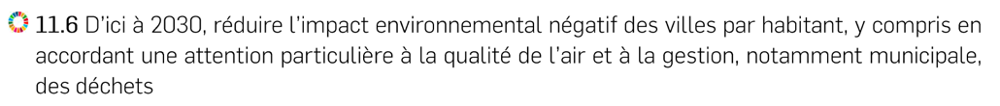 11.6 D’ici à 2030, réduire l’impact environnemental négatif des villes par habitant, y compris en
accordant une attention particulière à la qualité de l’air et à la gestion, notamment municipale,
des déchets